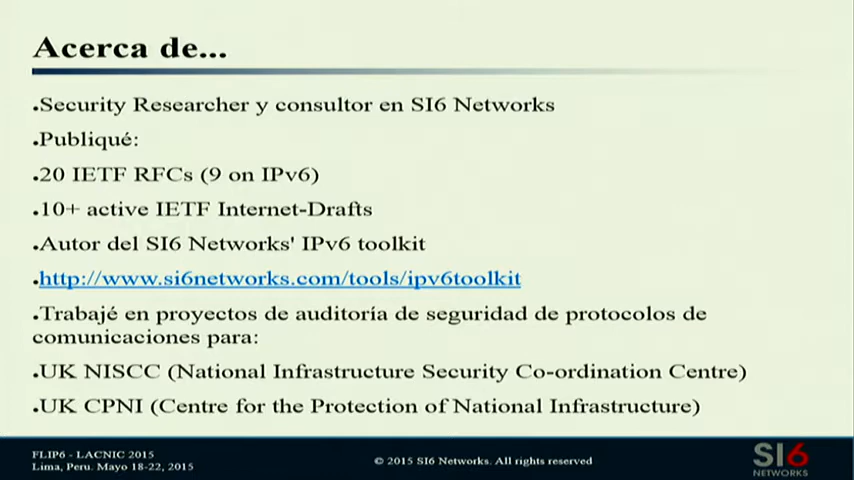 Acerca de...
.Security Researcher y consultor en SI6 Networks
.Publiqué:
.20 IETF RFCs (9 on IPv6)
.10+ active IETF Internet-Drafts
.Autor del SI6 Networks' IPv6 toolkit
.http://www.si6networks.com/tools/ipv6toolkit
.Trabajé en proyectos de auditoría de seguridad de protocolos de
comunicaciones para:
.UK NISCC (National Infrastructure Security Co-ordination Centre)
.UK CPNI (Centre for the Protection of National Infrastructure)
FLIP6 - LACNIC 2015
Lima, Peru. Mayo 18-22, 2015
© 2015 SI6 Networks. All rights reserved
SI6
NETWORKS